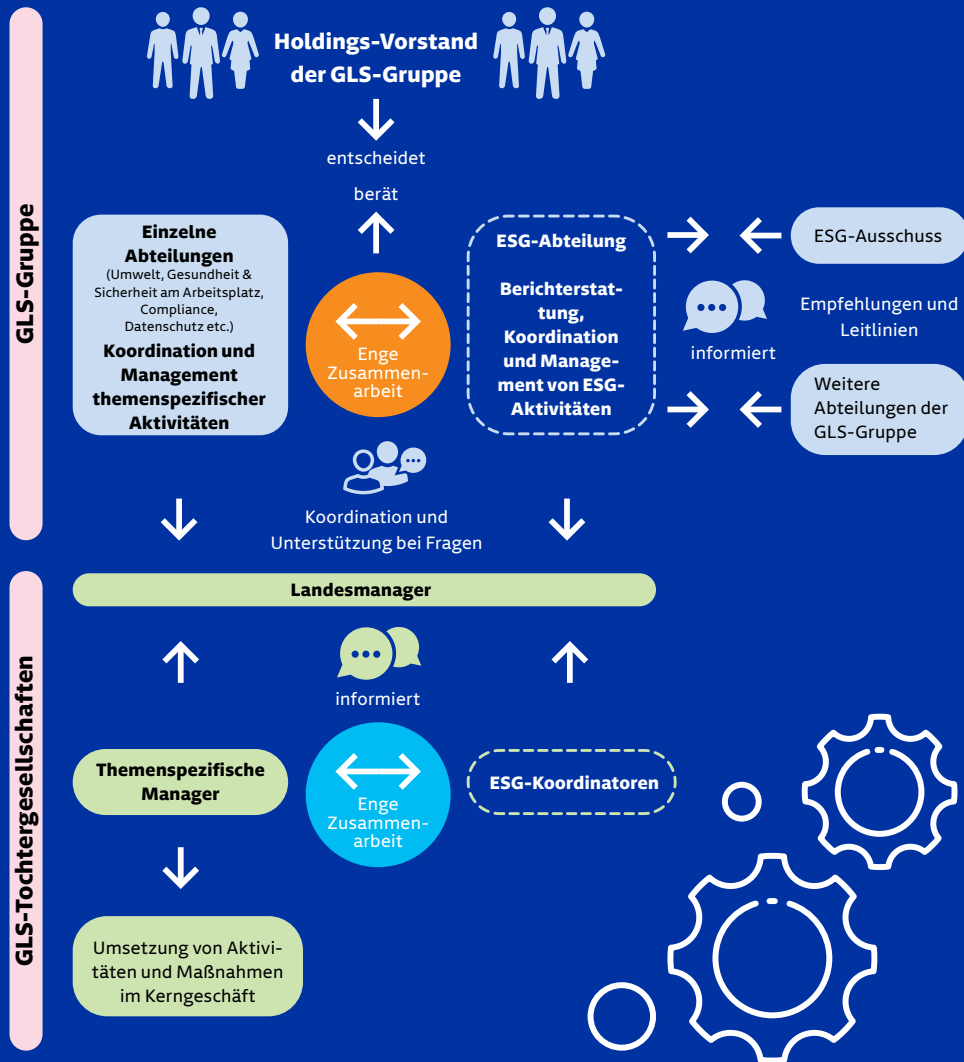 GLS-Gruppe
Holdings-Vorstand
der GLS-Gruppe
entscheidet
berät
Einzelne
Abteilungen
(Umwelt, Gesundheit &
Sicherheit am Arbeitsplatz,
Compliance,
Datenschutz etc.)
Koordination und
Management
themenspezifischer
Aktivitäten
Enge
Zusammen-
arbeit
ESG-Abteilung
Berichterstat-
tung,
Koordination
und Manage-
ment von ESG-
Aktivitäten
informiert
ESG-Ausschuss
Empfehlungen und
Leitlinien
Weitere
Abteilungen der
GLS-Gruppe
Koordination und
Unterstützung bei Fragen
GLS-Tochtergesellschaften
Landesmanager
informiert
Themenspezifische
Manager
Enge
Zusammen-
arbeit
ESG-Koordinatoren
Umsetzung von Aktivi-
täten und Maßnahmen
im Kerngeschäft